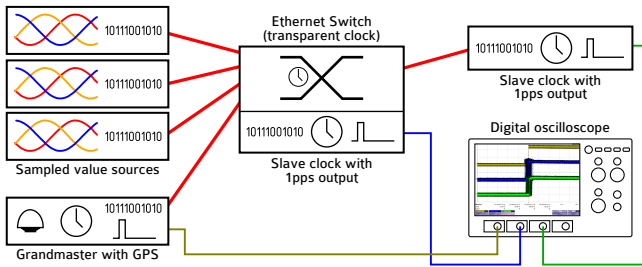 10111001010
10111001010
10111001010
Sampled value sources
10111001010
Grandmaster with GPS
Ethernet Switch
(transparent clock)
10111001010
Slave clock with
1pps output
10111001010
Slave clock with
1pps output
Digital oscilloscope